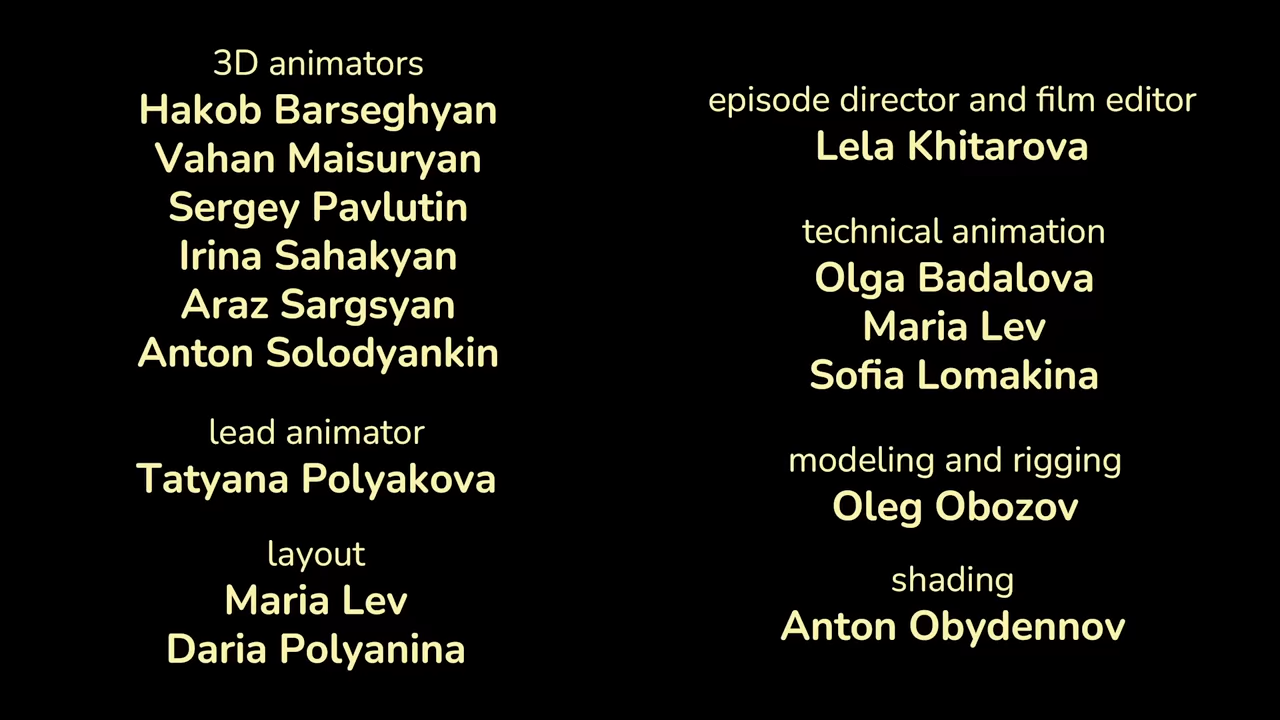 3D animators
Hakob Barseghyan
Vahan Maisuryan
Sergey Pavlutin
Irina Sahakyan
Araz Sargsyan
Anton Solodyankin
lead animator
Tatyana Polyakova
layout
Maria Lev
Daria Polyanina
episode director and film editor
Lela Khitarova
technical animation
Olga Badalova
Maria Lev
Sofia Lomakina
modeling and rigging
Oleg Obozov
shading
Anton Obydennov